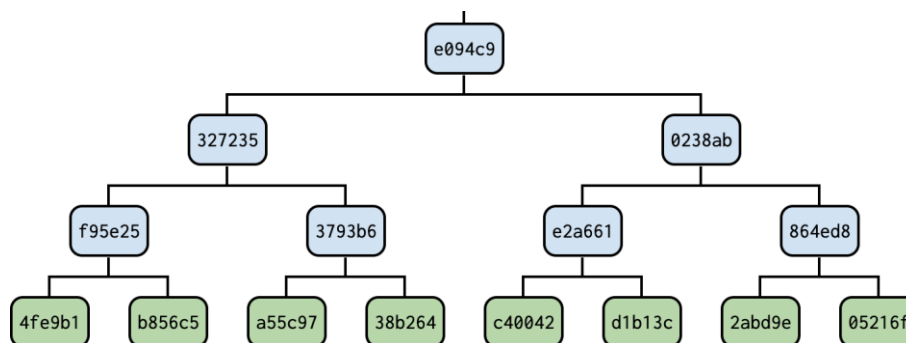 e094c9
327235 0238ab
f95e25 3793b6 e2a661 864ed8
4fe9b1 b856c5 a55c97 38b264 c40042 d1b13c 2abd9e 05216f